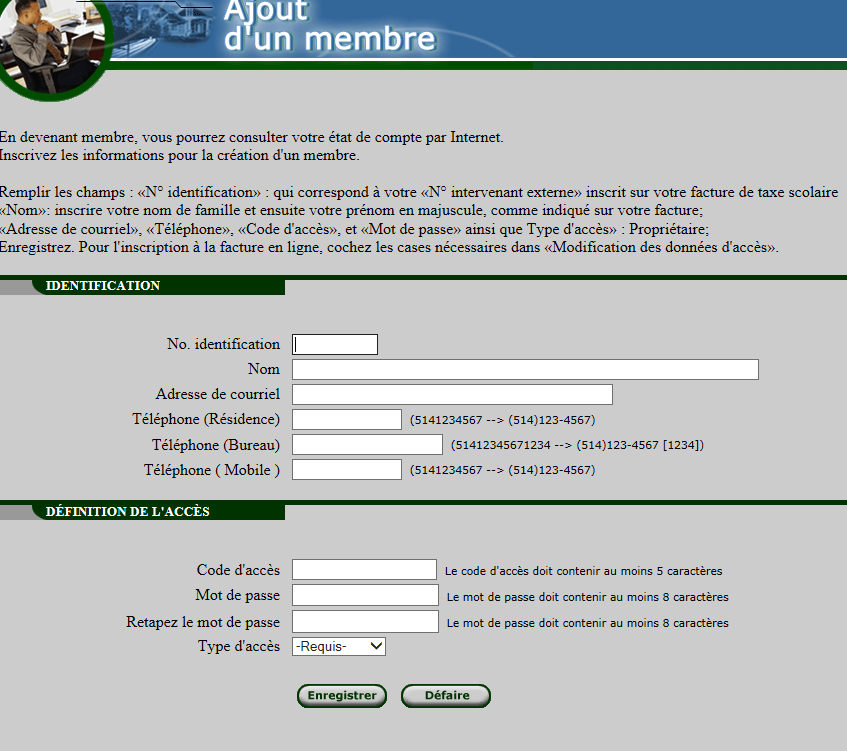 Ajout
d'un membre
En devenant membre, vous pourrez consulter votre état de compte par Internet.
Inscrivez les informations pour la création d'un membre.
Remplir les champs : «N° identification» : qui correspond à votre «N° intervenant externe» inscrit sur votre facture de taxe scolaire
«Nom»: inscrire votre nom de famille et ensuite votre prénom en majuscule, comme indiqué sur votre facture;
«Adresse de courriel», «Téléphone», «Code d'accès», et «Mot de passe» ainsi que Type d'accès» : Propriétaire;
Enregistrez. Pour l'inscription à la facture en ligne, cochez les cases nécessaires dans «Modification des données d'accès».
IDENTIFICATION
No. identification
Nom
Adresse de courriel
Téléphone (Résidence) (5141234567 --> (514)123-4567)
Téléphone (Bureau) (51412345671234 --> (514)123-4567 [1234])
Téléphone ( Mobile ) (5141234567 --> (514)123-4567)
DÉFINITION DE L'ACCÈS
Code d'accès Le code d'accès doit contenir au moins 5 caractères
Mot de passe Le mot de passe doit contenir au moins 8 caractères
Retapez le mot de passe Le mot de passe doit contenir au moins 8 caractères
Type d'accès -Requis-
Enregistrer Défaire